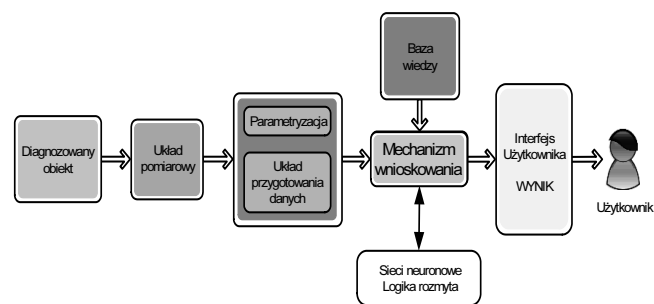 Baza
wiedzy
Diagnozowany
obiekt
Układ
pomiarowy
Parametryzacja
Układ
przygotowania
danych
Mechanizm
wnioskowania
Interfejs
Użytkownika
WYNIK
Użytkownik
Sieci neuronowe
Logika rozmyta